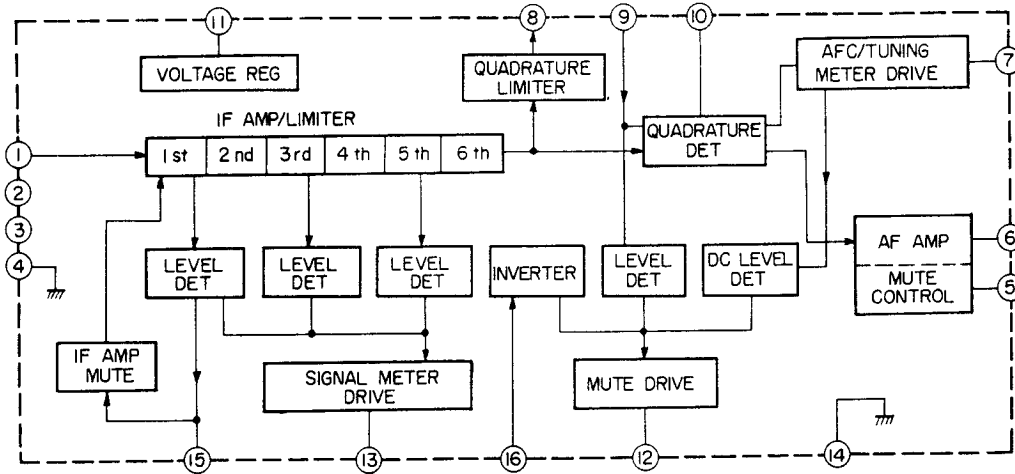 11
8
9
10
VOLTAGE REG
QUADRATURE
LIMITER
AFC/TUNING
METER DRIVE
7
IF AMP/LIMITER
1
1st 2nd 3rd 4th 5th 6th
QUADRATURE
DET
2
3
4
LEVEL
DET
LEVEL
DET
LEVEL
DET
INVERTER
LEVEL
DET
DC LEVEL
DET
AF AMP
MUTE
CONTROL
6
5
IF AMP
MUTE
SIGNAL METER
DRIVE
MUTE DRIVE
15
13
16
12
14